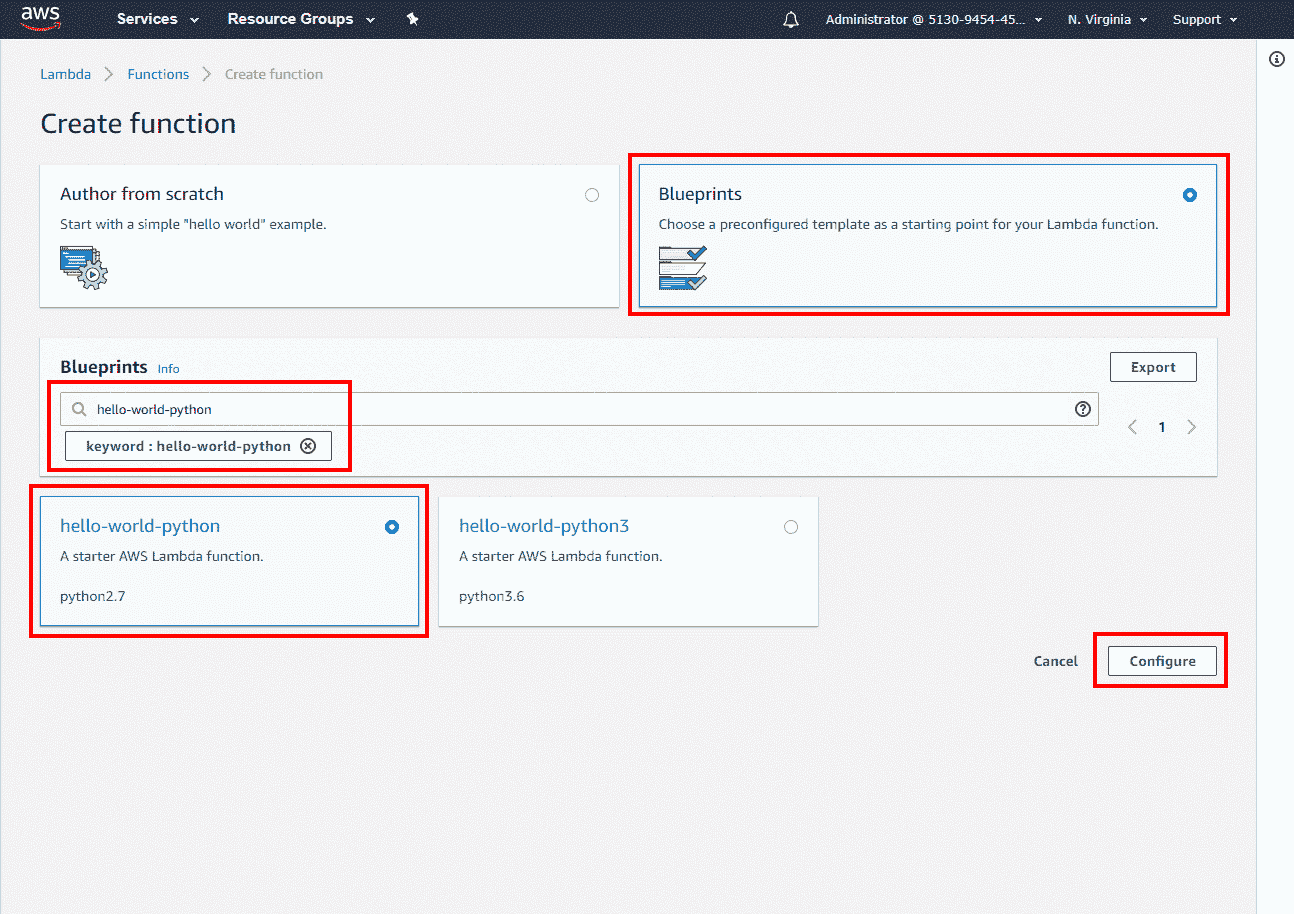 aws Services Resource Groups Administrator @ 5130-9454-45... N. Virginia Support
Lambda Functions Create function
Create function
Author from scratch
Start with a simple "hello world" example.
Blueprints
Choose a preconfigured template as a starting point for your Lambda function.
Blueprints Info
Export
hello-world-python
1
keyword : hello-world-python
hello-world-python
A starter AWS Lambda function.
python2.7
hello-world-python3
A starter AWS Lambda function.
python3.6
Cancel Configure